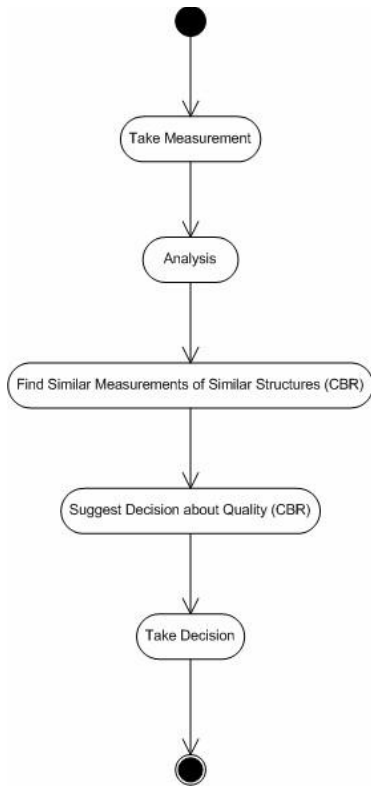 Take Measurement
Analysis
Find Similar Measurements of Similar Structures (CBR)
Suggest Decision about Quality (CBR)
Take Decision